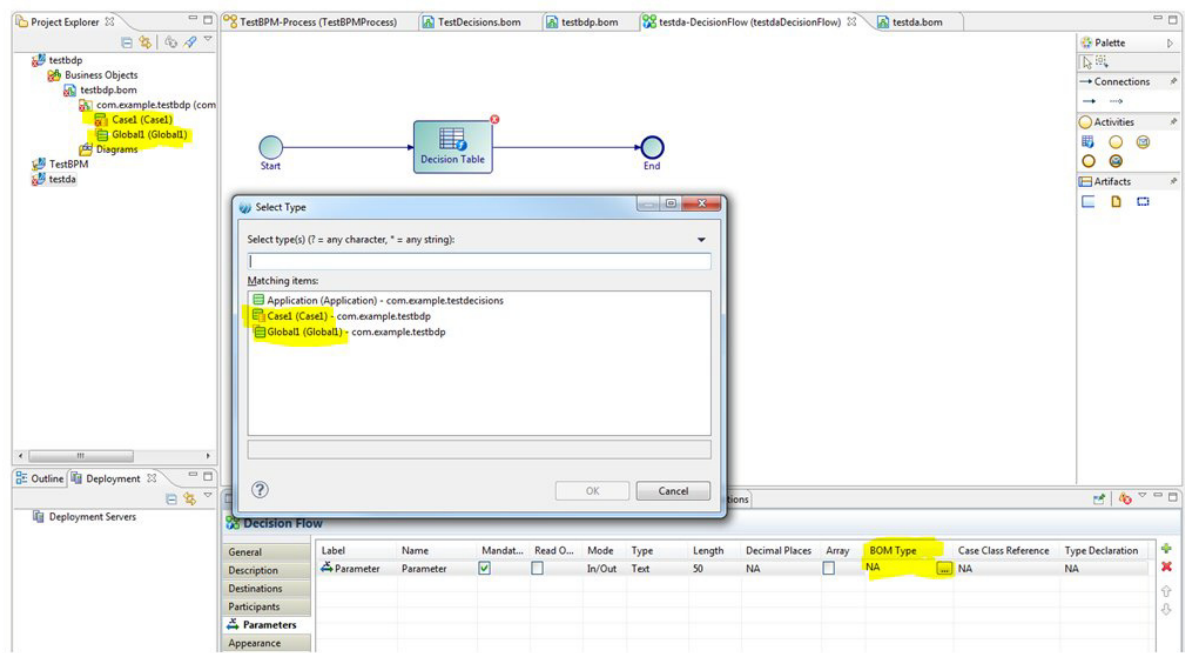 Project Explorer
TestBPM-Process (TestBPMProcess)
TestDecisions.bom
testbdp.bom
testda-DecisionFlow (testdaDecisionFlow)
testda.bom
testbdp
Business Objects
testbdp.bom
com.example.testbdp (com
Case1 (Case1)
Global1 (Global1)
Diagrams
TestBPM
testda
Start
Decision Table
End
Palette
Connections
Activities
Artifacts
Select Type
Select type(s) (? = any character, * = any string):
Matching items:
Application (Application) - com.example.testdecisions
Case1 (Case1) - com.example.testbdp
Global1 (Global1) - com.example.testbdp
OK
Cancel
Outline
Deployment
Deployment Servers
Decision Flow
General
Description
Destinations
Participants
Parameters
Appearance
Label Name Mandat... Read O... Mode Type Length Decimal Places Array BOM Type Case Class Reference Type Declaration
Parameter Parameter In/Out Text 50 NA NA ... NA NA